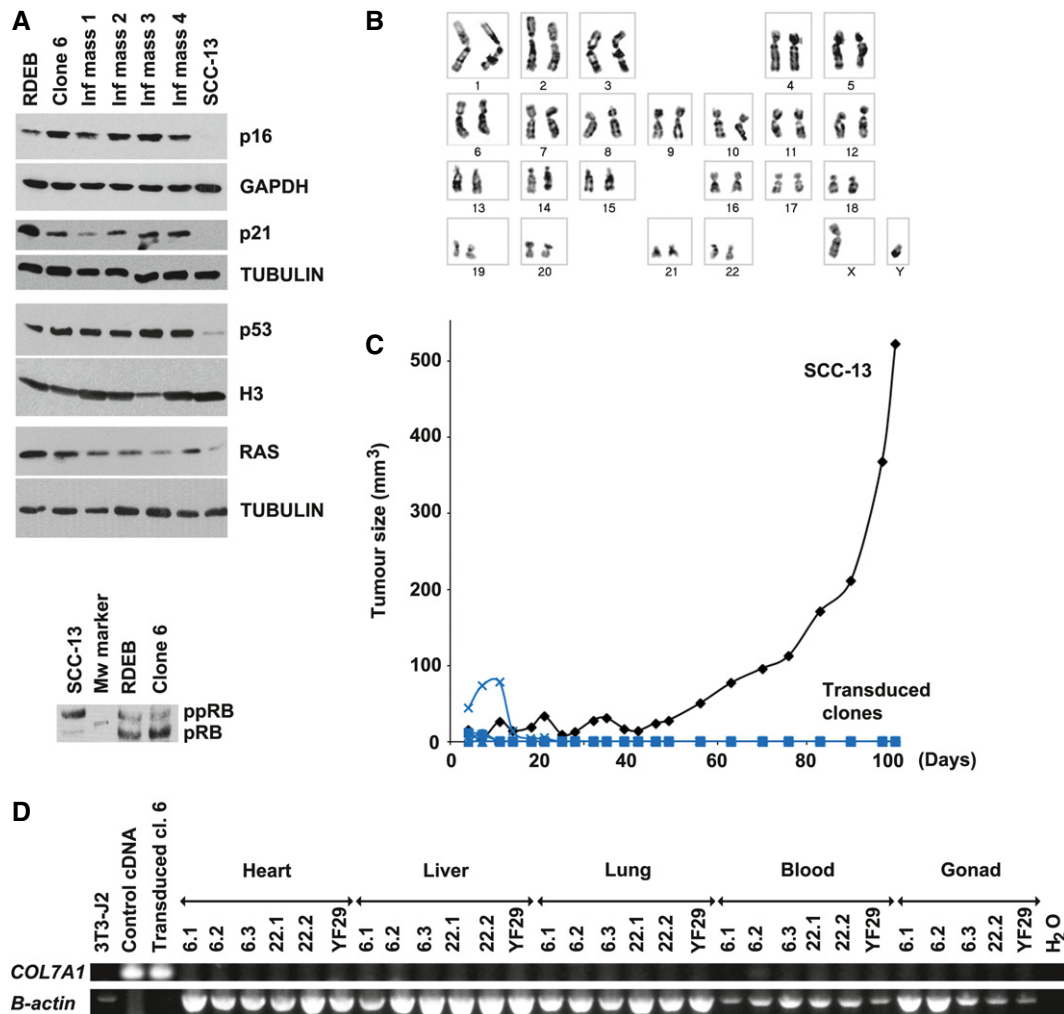 A
RDEB
Clone 6
Inf mass 1
Inf mass 2
Inf mass 3
Inf mass 4
SCC-13
p16
GAPDH
p21
TUBULIN
p53
H3
RAS
TUBULIN
SCC-13
Mw marker
RDEB
Clone 6
ppRB
pRB
B
1 2 3 4 5
6 7 8 9 10 11 12
13 14 15 16 17 18
19 20 21 22 X Y
C
Tumour size (mm³)
500
400
300
200
100
0
SCC-13
Transduced
clones
0 20 40 60 80 100 (Days)
D
3T3-J2
Control cDNA
Transduced cl. 6
Heart Liver Lung Blood Gonad
6.1 6.2 6.3 22.1 22.2 YF29 6.1 6.2 6.3 22.1 22.2 YF29 6.1 6.2 6.3 22.1 22.2 YF29 6.1 6.2 6.3 22.1 22.2 YF29 6.1 6.2 6.3 22.1 22.2 YF29 H₂O
COL7A1
B-actin